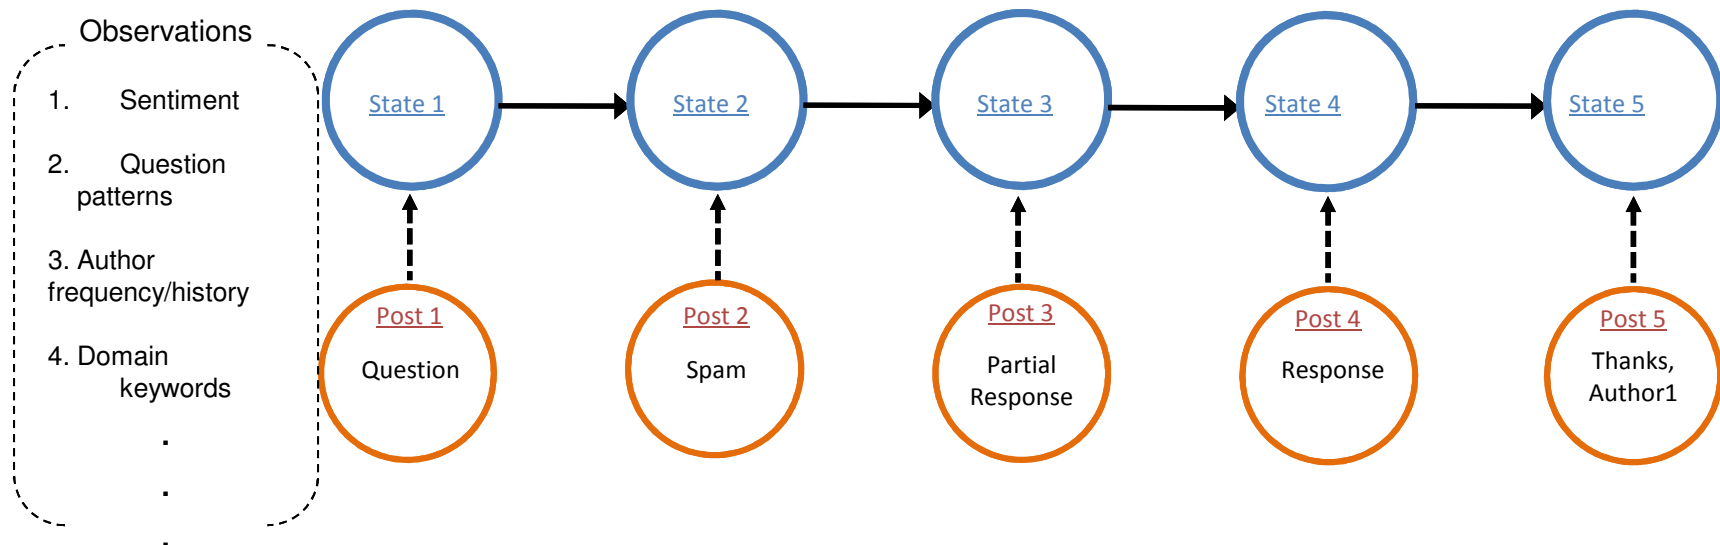 Observations
1. Sentiment
2. Question
patterns
3. Author
frequency/history
4. Domain
keywords
.
.
.
State 1
State 2
State 3
State 4
State 5
Post 1
Question
Post 2
Spam
Post 3
Partial
Response
Post 4
Response
Post 5
Thanks,
Author1